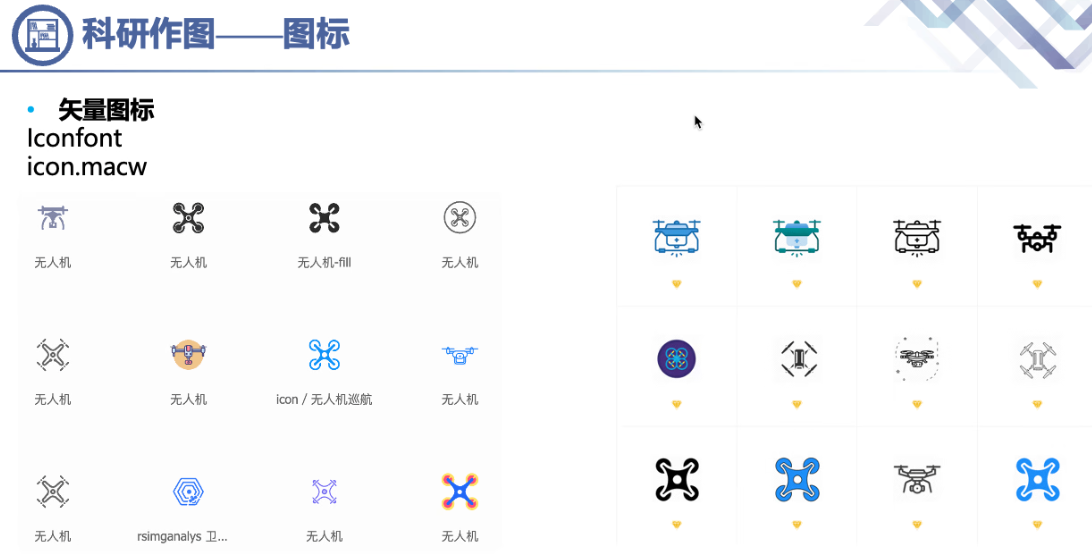 科研作图——图标
• 矢量图标
Iconfont
icon.macw
无人机
无人机
无人机-fill
无人机
无人机
无人机
icon / 无人机巡航
无人机
无人机
rsimganalys 卫...
无人机
无人机